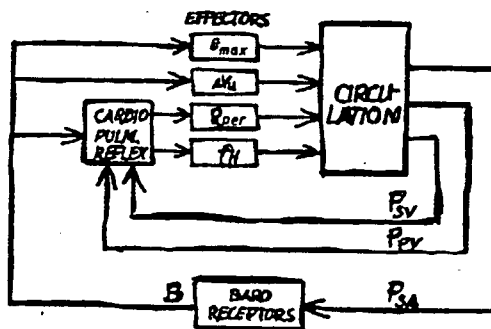 EFFECTORS
Emax
ΔVu
Rper
fH
CARDIO
PULM.
REFLEX
CIRCU-
LATION
PSV
PPV
B
BARO
RECEPTORS
PSA